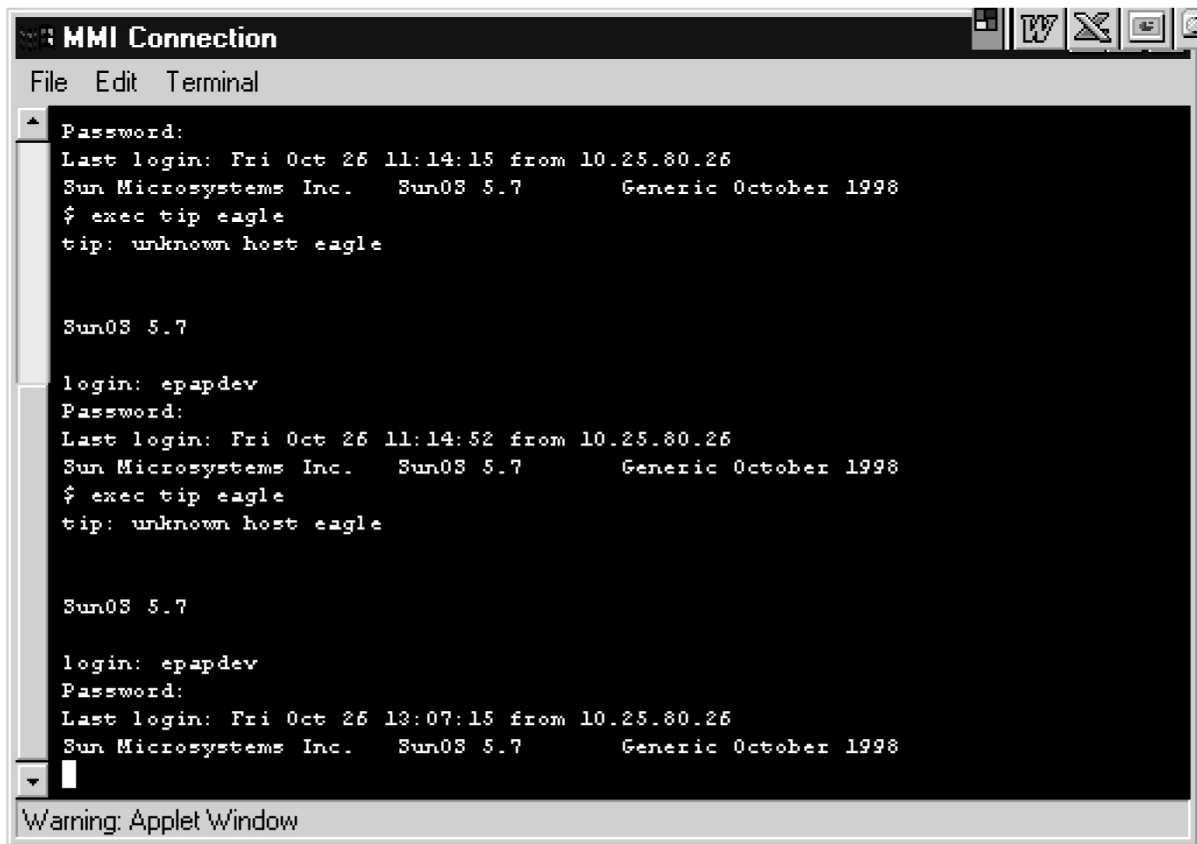 MMI Connection
File Edit Terminal
Password:
Last login: Fri Oct 26 11:14:15 from 10.25.80.26
Sun Microsystems Inc. SunOS 5.7 Generic October 1998
$ exec tip eagle
tip: unknown host eagle
SunOS 5.7
login: epapdev
Password:
Last login: Fri Oct 26 11:14:52 from 10.25.80.26
Sun Microsystems Inc. SunOS 5.7 Generic October 1998
$ exec tip eagle
tip: unknown host eagle
SunOS 5.7
login: epapdev
Password:
Last login: Fri Oct 26 13:07:15 from 10.25.80.26
Sun Microsystems Inc. SunOS 5.7 Generic October 1998
Warning: Applet Window